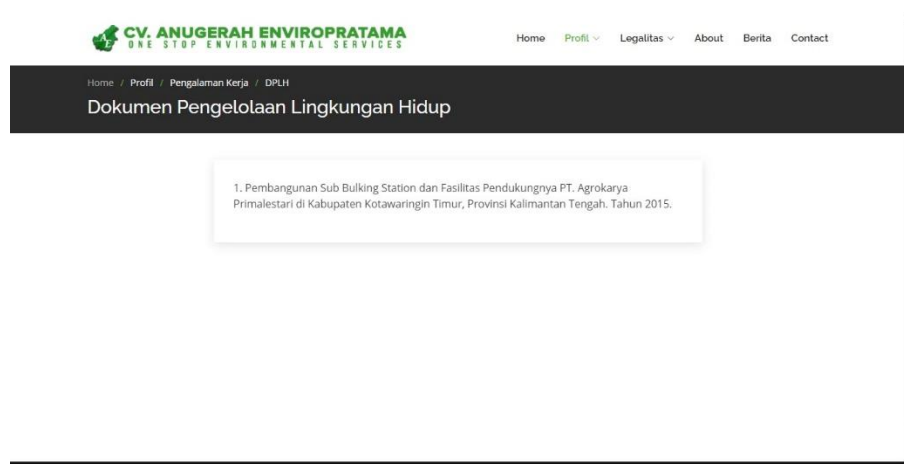 CV. ANUGERAH ENVIROPRATAMA
ONE STOP ENVIRONMENTAL SERVICES
Home Profil Legalitas About Berita Contact
Home / Profil / Pengalaman Kerja / DPLH
Dokumen Pengelolaan Lingkungan Hidup
1. Pembangunan Sub Bulking Station dan Fasilitas Pendukungnya PT. Agrokarya
Primalestari di Kabupaten Kotawaringin Timur, Provinsi Kalimantan Tengah. Tahun 2015.